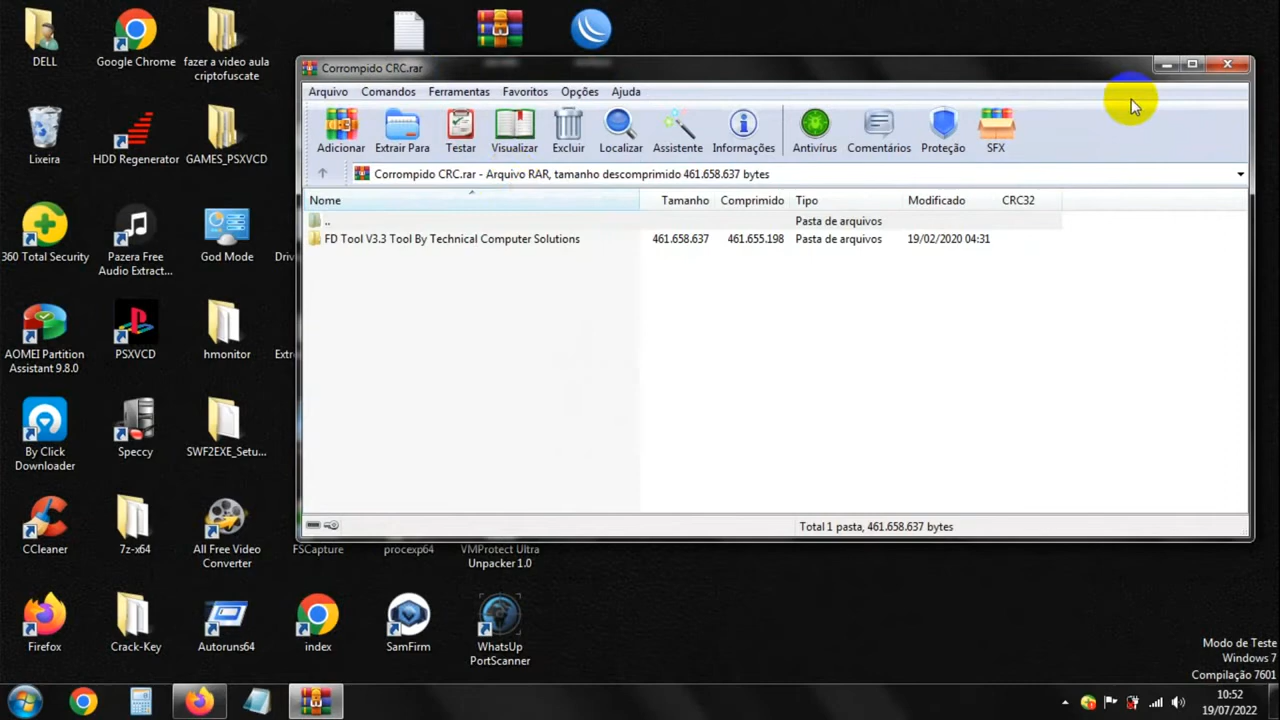 DELL
Google Chrome
fazer a video aula
criptofuscate
Lixeira
HDD Regenerator
GAMES_PSXVCD
360 Total Security
Pazera Free
Audio Extract...
God Mode
AOMEI Partition
Assistant 9.8.0
PSXVCD
hmonitor
By Click
Downloader
Speccy
SWF2EXE_Setu...
CCleaner
7z-x64
All Free Video
Converter
FSCapture
procexp64
VMProtect Ultra
Unpacker 1.0
Firefox
Crack-Key
Autoruns64
index
SamFirm
WhatsUp
PortScanner
Corrompido CRC.rar
Arquivo Comandos Ferramentas Favoritos Opções Ajuda
Adicionar Extrair Para Testar Visualizar Excluir Localizar Assistente Informações Antivírus Comentários Proteção SFX
Corrompido CRC.rar - Arquivo RAR, tamanho descomprimido 461.658.637 bytes
Nome Tamanho Comprimido Tipo Modificado CRC32
.. Pasta de arquivos
FD Tool V3.3 Tool By Technical Computer Solutions 461.658.637 461.655.198 Pasta de arquivos 19/02/2020 04:31
Total 1 pasta, 461.658.637 bytes
Modo de Teste
Windows 7
Compilação 7601
10:52
19/07/2022